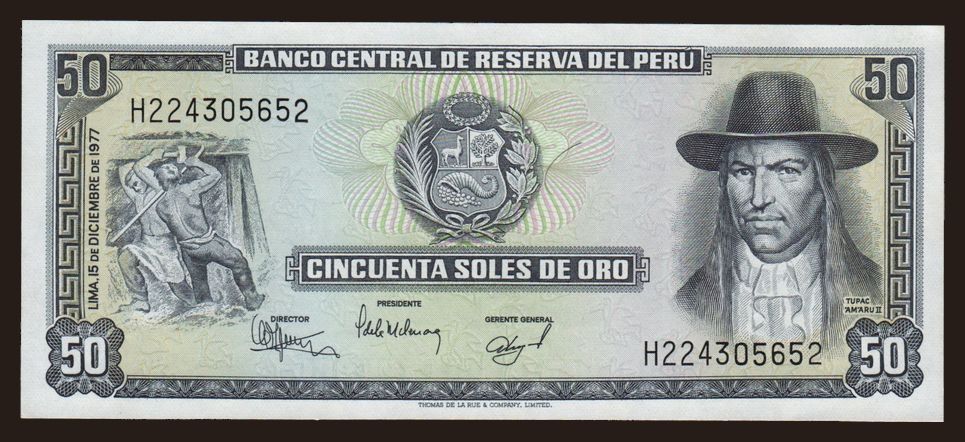 BANCO CENTRAL DE RESERVA DEL PERÚ
50
50
H224305652
LIMA, 15 DE DICIEMBRE DE 1977
CINCUENTA SOLES DE ORO
TUPAC
AMARU II
PRESIDENTE
DIRECTOR
GERENTE GENERAL
H224305652
50
50
THOMAS DE LA RUE & COMPANY, LIMITED.